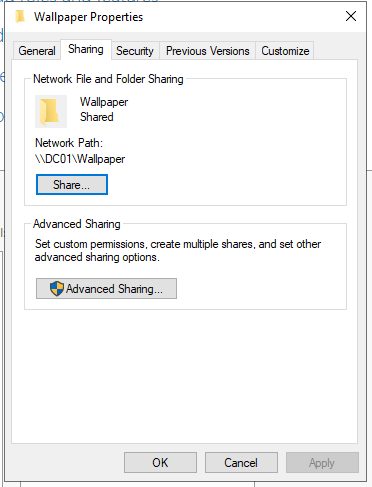 Wallpaper Properties
General
Sharing
Security
Previous Versions
Customize
Network File and Folder Sharing
Wallpaper
Shared
Network Path:
\\DC01\Wallpaper
Share...
Advanced Sharing
Set custom permissions, create multiple shares, and set other
advanced sharing options.
Advanced Sharing...
OK
Cancel
Apply